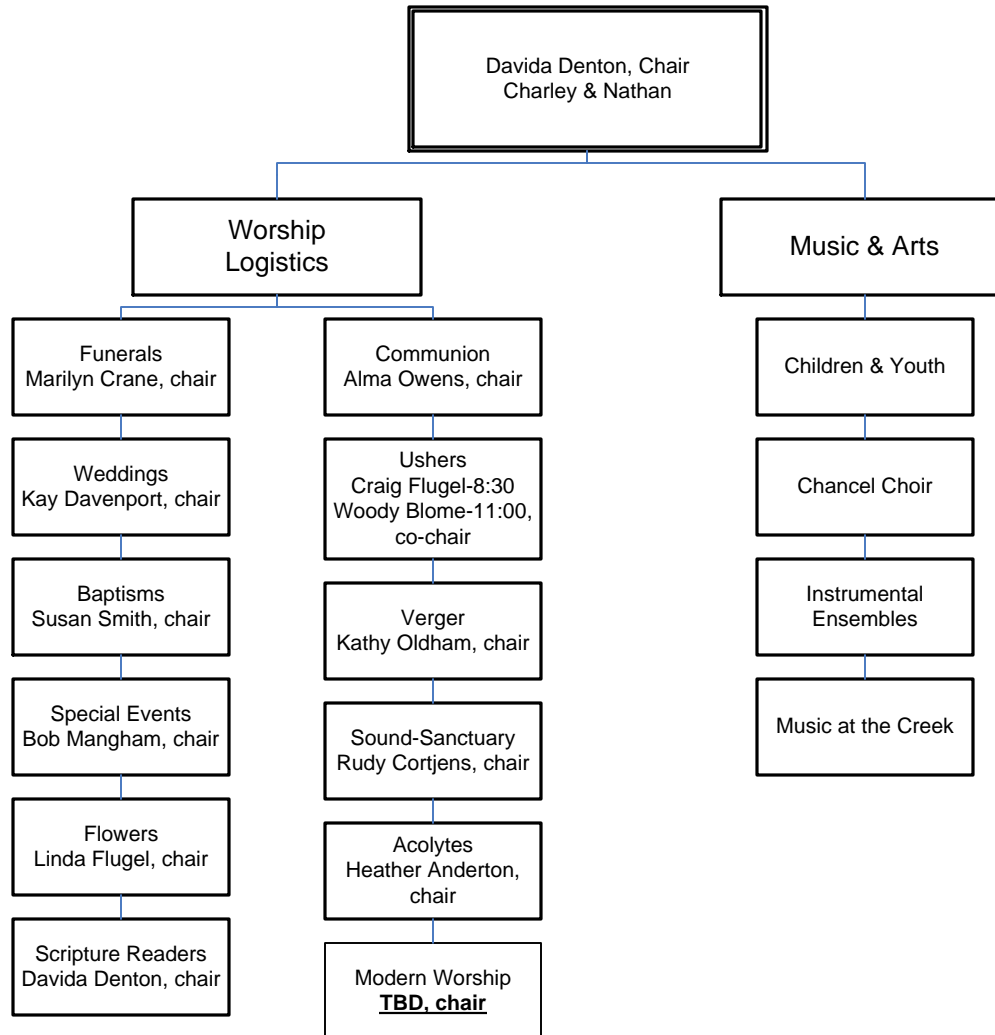 Davida Denton, Chair
Charley & Nathan
Worship
Logistics
Music & Arts
Funerals
Marilyn Crane, chair
Weddings
Kay Davenport, chair
Baptisms
Susan Smith, chair
Special Events
Bob Mangham, chair
Flowers
Linda Flugel, chair
Scripture Readers
Davida Denton, chair
Communion
Alma Owens, chair
Ushers
Craig Flugel-8:30
Woody Blome-11:00,
co-chair
Verger
Kathy Oldham, chair
Sound-Sanctuary
Rudy Cortjens, chair
Acolytes
Heather Anderton,
chair
Modern Worship
TBD, chair
Children & Youth
Chancel Choir
Instrumental
Ensembles
Music at the Creek